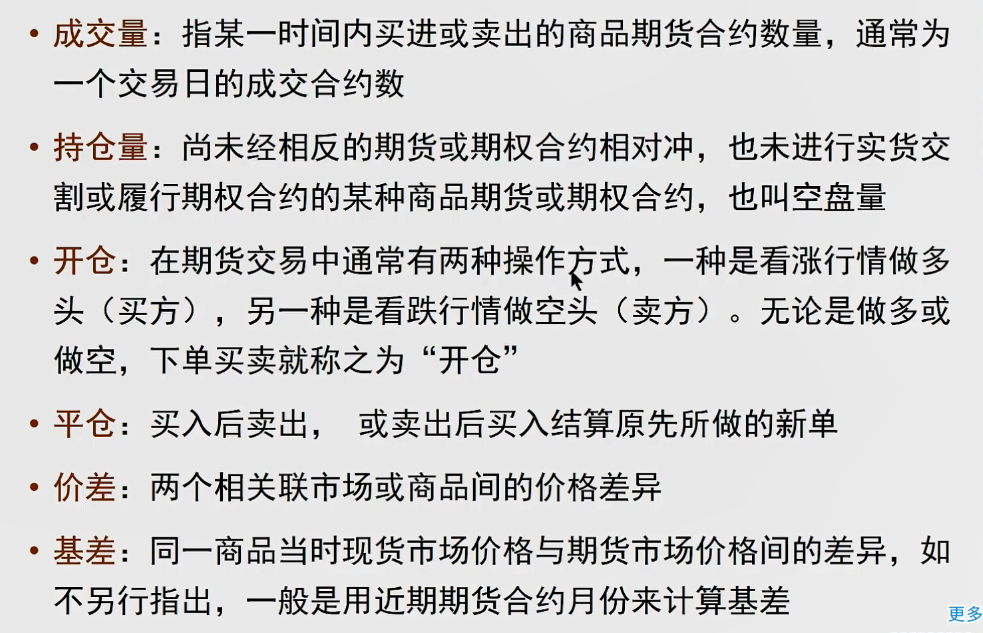 • 成交量：指某一时间内买进或卖出的商品期货合约数量，通常为
一个交易日的成交合约数
• 持仓量：尚未经相反的期货或期权合约相对冲，也未进行实货交
割或履行期权合约的某种商品期货或期权合约，也叫空盘量
• 开仓：在期货交易中通常有两种操作方式，一种是看涨行情做多
头（买方），另一种是看跌行情做空头（卖方）。无论是做多或
做空，下单买卖就称之为“开仓”
• 平仓：买入后卖出， 或卖出后买入结算原先所做的新单
• 价差：两个相关联市场或商品间的价格差异
• 基差：同一商品当时现货市场价格与期货市场价格间的差异，如
不另行指出，一般是用近期期货合约月份来计算基差
更多